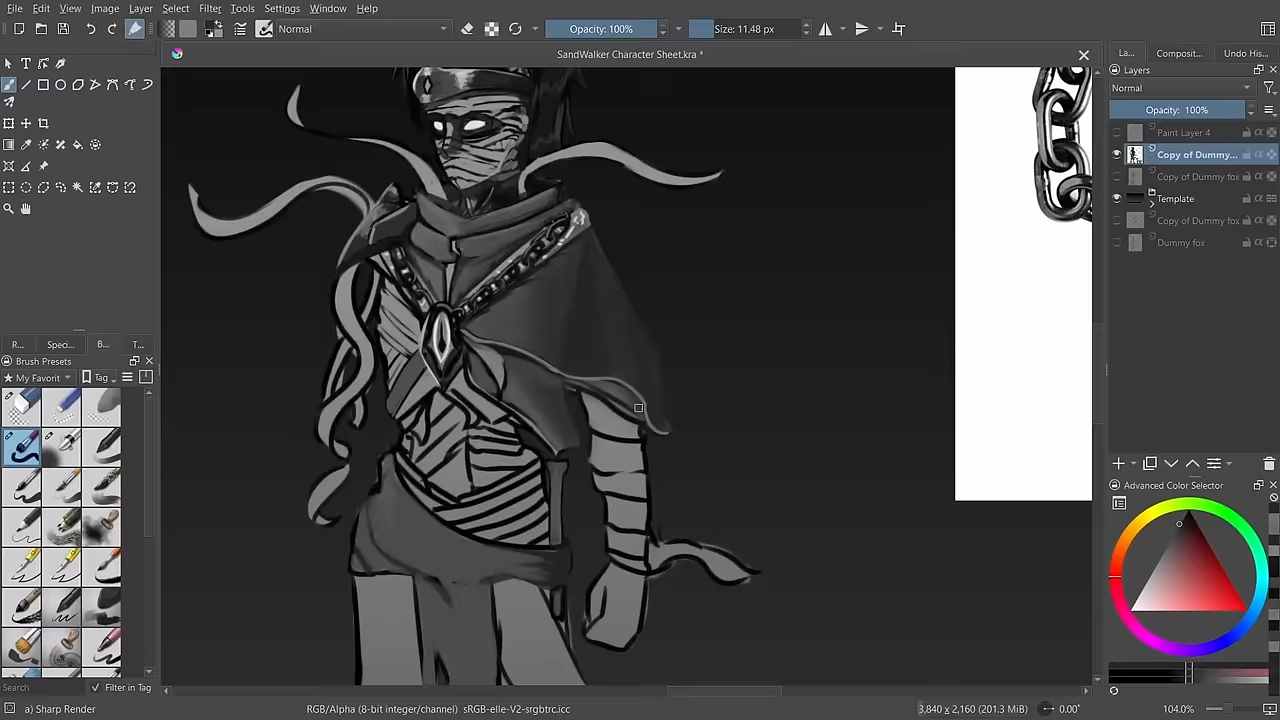 File Edit View Image Layer Select Filter Tools Settings Window Help
Normal Opacity: 100% Size: 11.48 px
SandWalker Character Sheet.kra *
La... Composit... Undo His...
Layers
Normal
Opacity: 100%
Paint Layer 4
Copy of Dummy...
Copy of Dummy fox
Template
Copy of Dummy fox
Dummy fox
R... Speci... B... T...
Brush Presets
My Favorit Tag
Advanced Color Selector
Search Filter in Tag
a) Sharp Render RGB/Alpha (8-bit integer/channel) sRGB-elle-V2-srgbtrc.icc 3,840 x 2,160 (201.3 MiB) 0.00° 104.0%